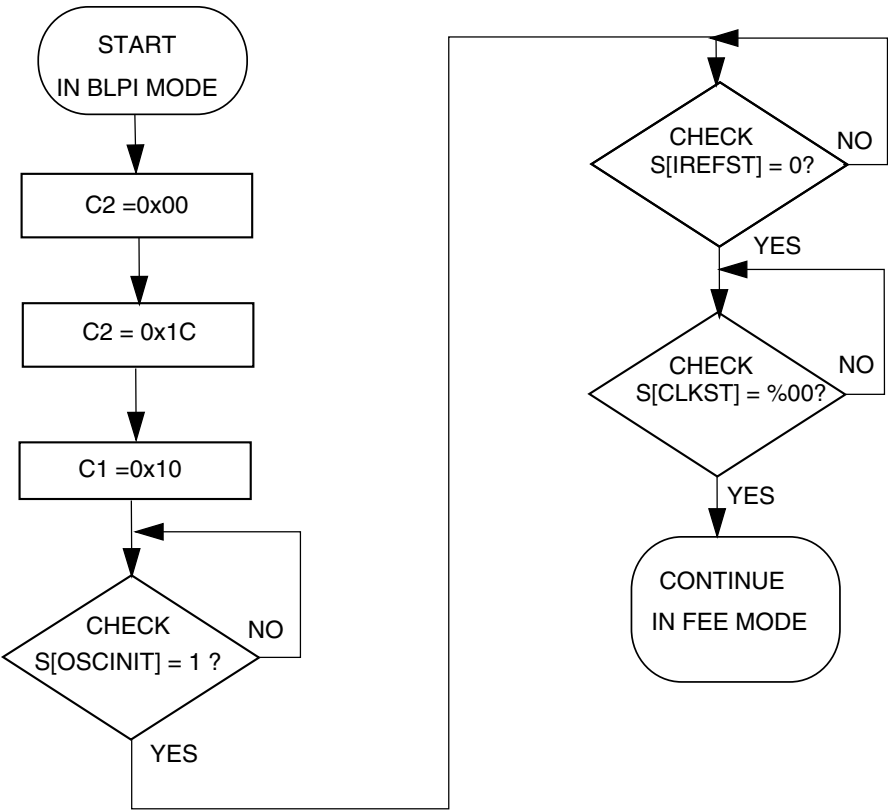 START
IN BLPI MODE
C2 =0x00
C2 = 0x1C
C1 =0x10
CHECK
S[OSCINIT] = 1 ?
NO
YES
CHECK
S[IREFST] = 0?
NO
YES
CHECK
S[CLKST] = %00?
NO
YES
CONTINUE
IN FEE MODE